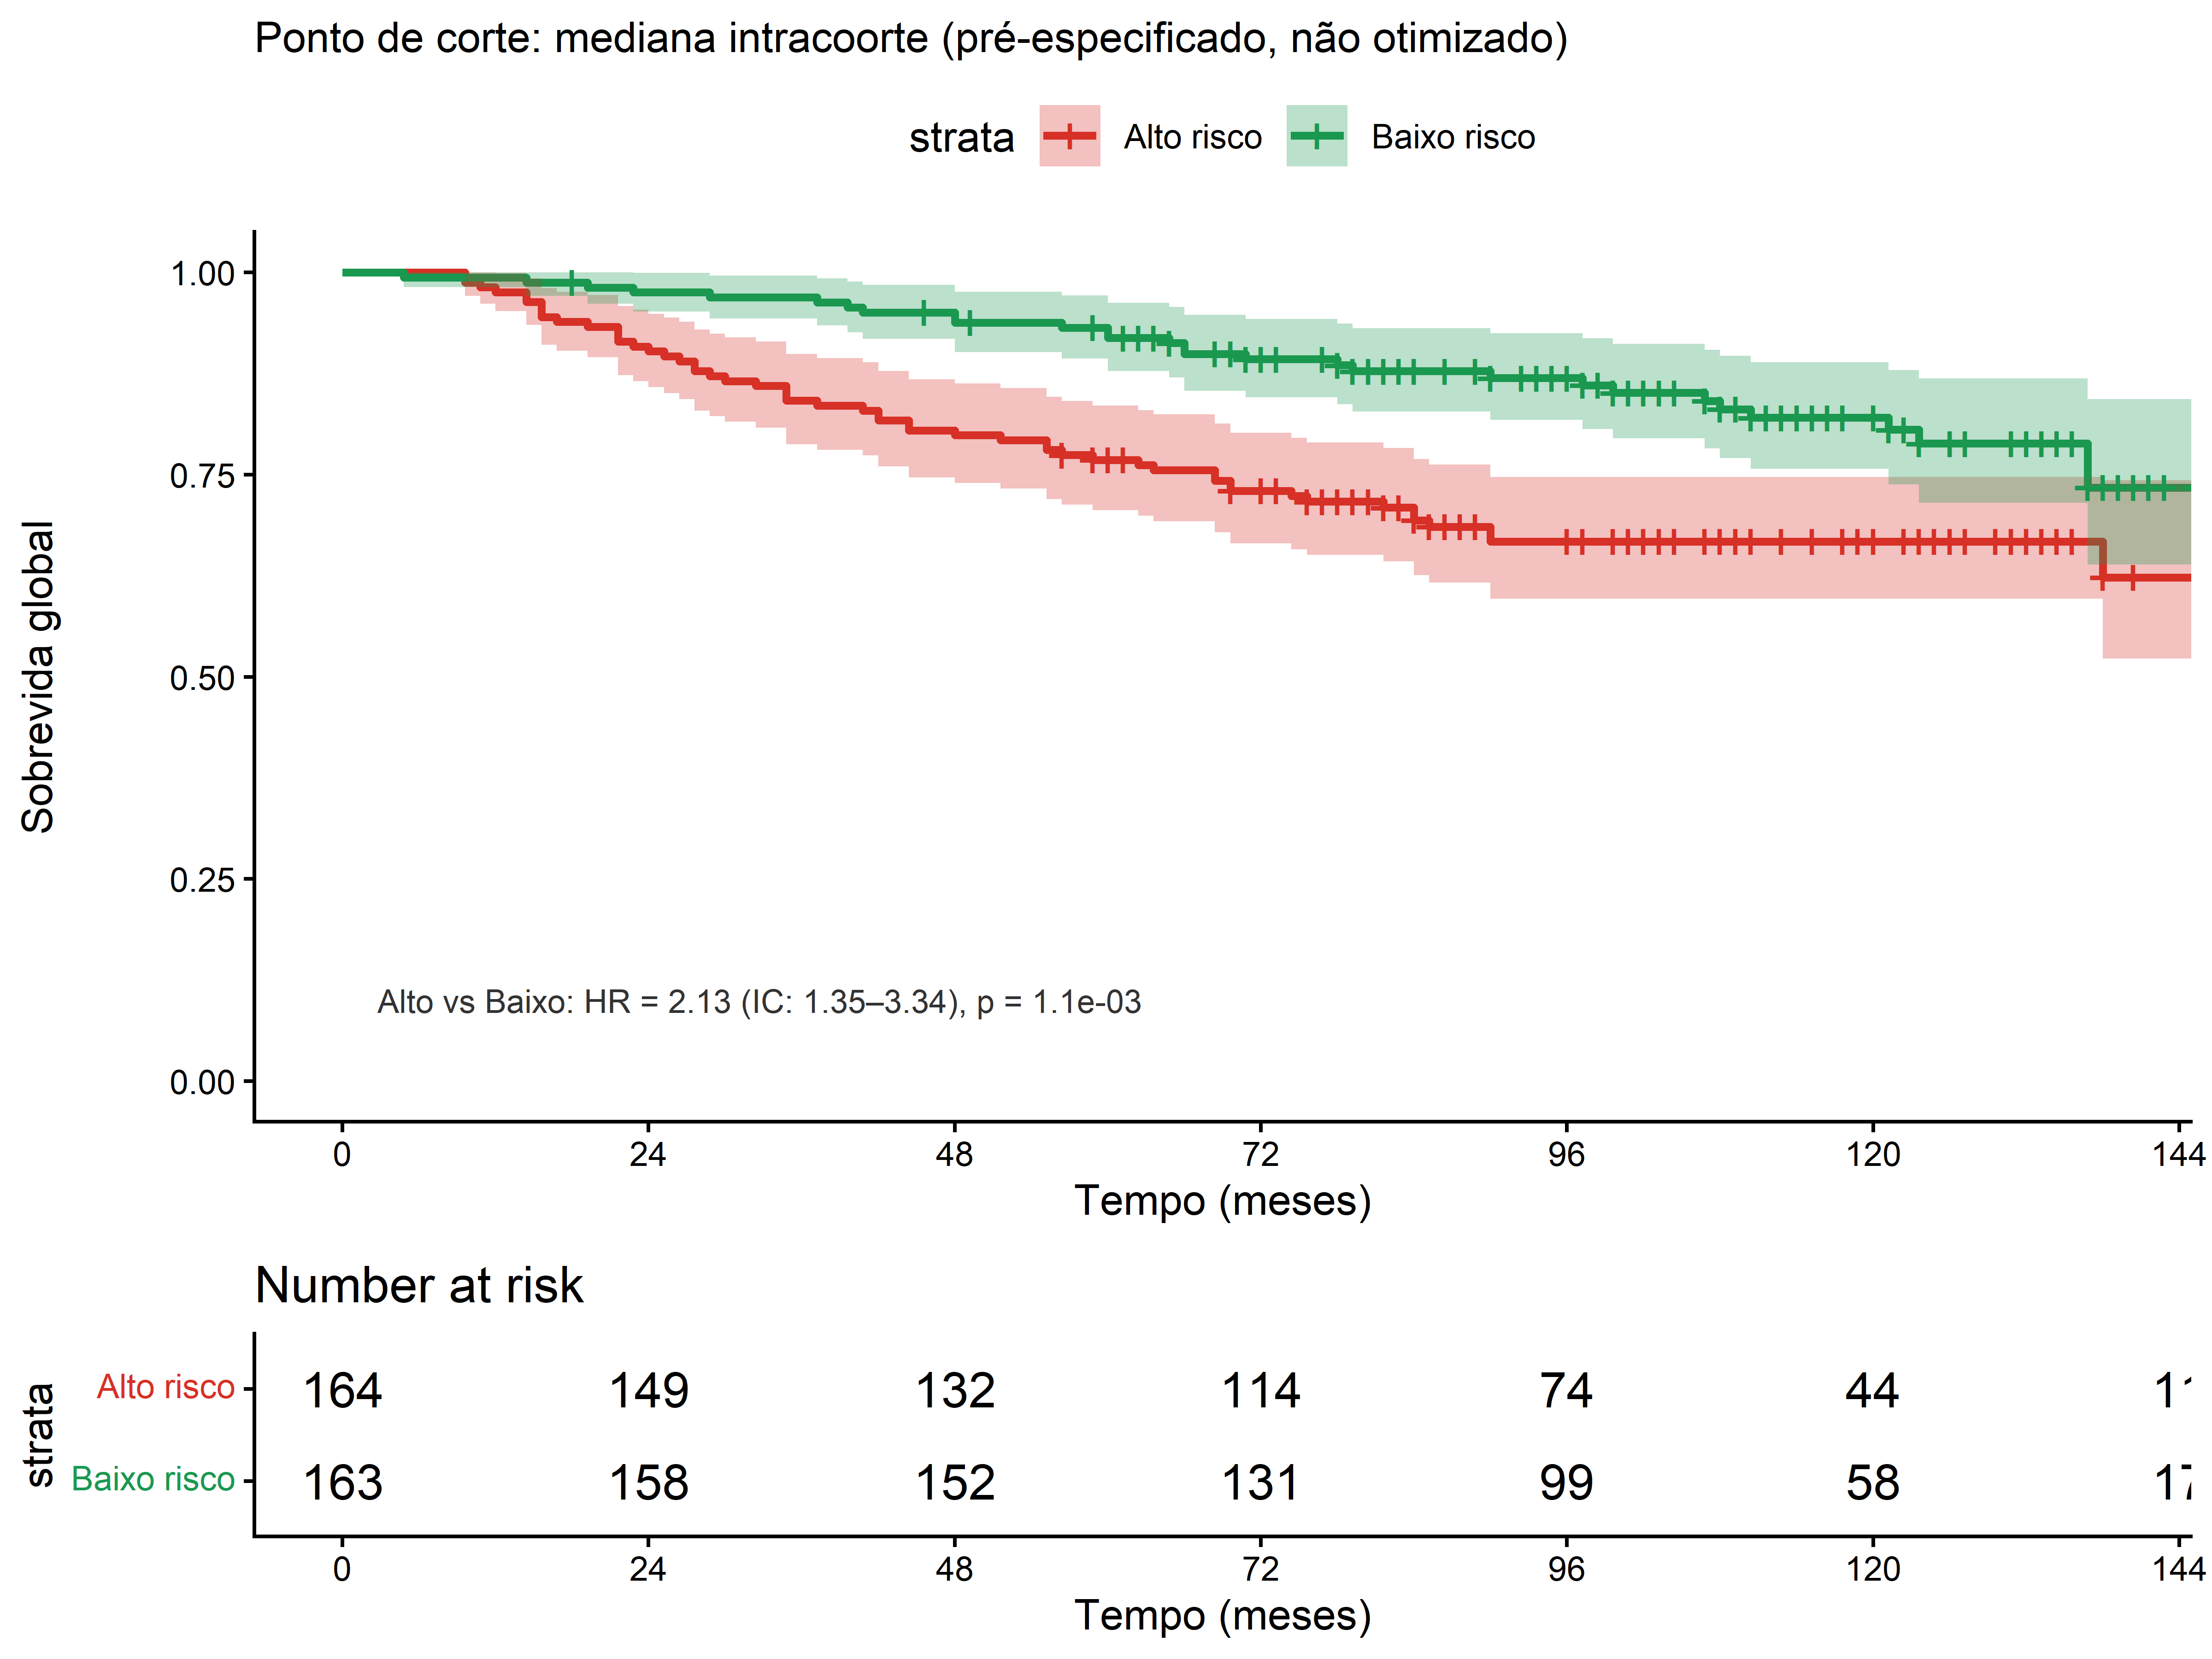 Ponto de corte: mediana intracoorte (pré-especificado, não otimizado)
strata Alto risco Baixo risco
1.00
0.75
0.50
0.25
0.00
Sobrevida global
Alto vs Baixo: HR = 2.13 (IC: 1.35–3.34), p = 1.1e-03
0 24 48 72 96 120 144
Tempo (meses)
Number at risk
strata
Alto risco 164 149 132 114 74 44 11
Baixo risco 163 158 152 131 99 58 17
0 24 48 72 96 120 144
Tempo (meses)